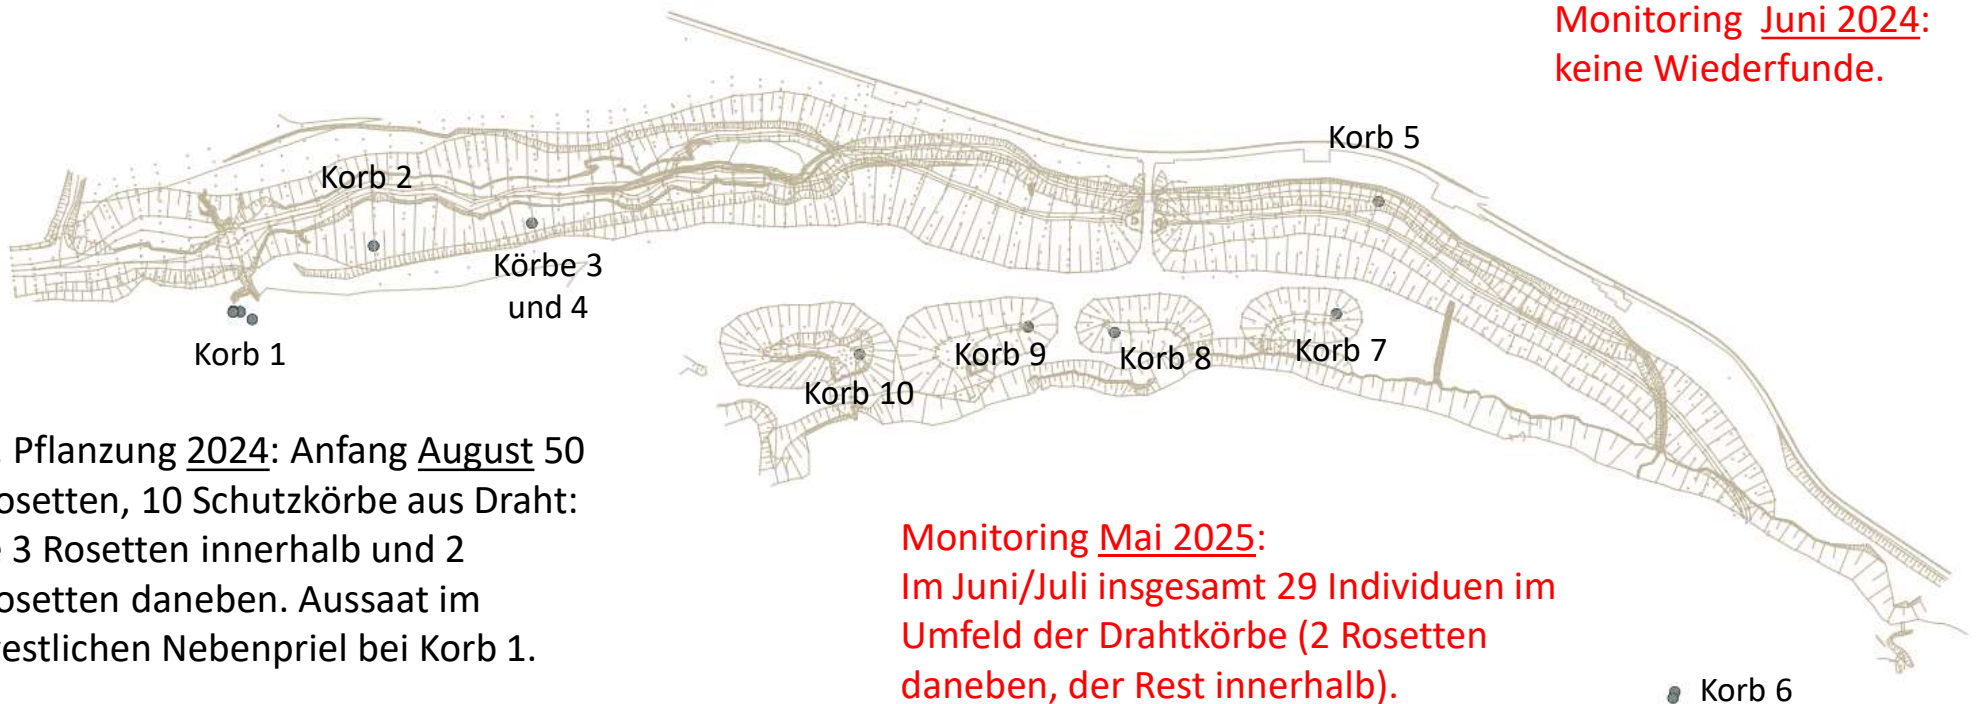 Monitoring Juni 2024:
keine Wiederfunde.
Korb 5
Korb 2
Körbe 3
und 4
Korb 1
Korb 9
Korb 8
Korb 7
Korb 10
. Pflanzung 2024: Anfang August 50
osetten, 10 Schutzkörbe aus Draht:
e 3 Rosetten innerhalb und 2
osetten daneben. Aussaat im
estlichen Nebenpriel bei Korb 1.
Monitoring Mai 2025:
Im Juni/Juli insgesamt 29 Individuen im
Umfeld der Drahtkörbe (2 Rosetten
daneben, der Rest innerhalb).
Korb 6